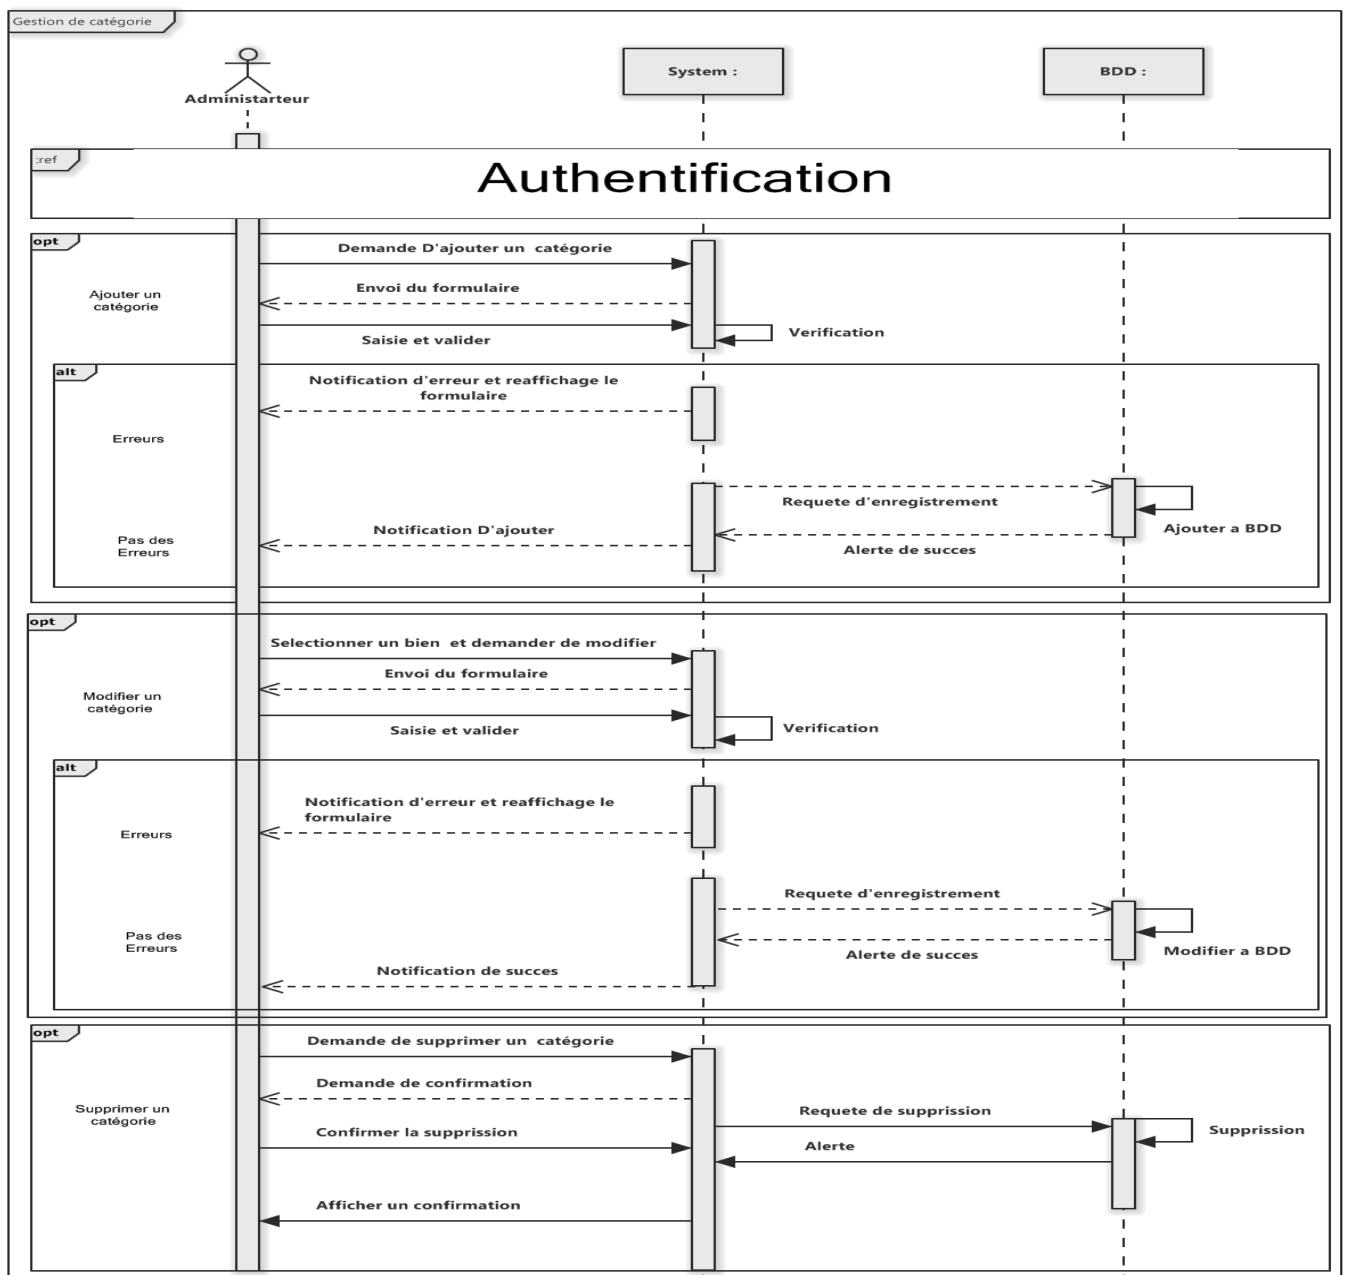 Gestion de catégorie
Administarteur
System :
BDD :
:ref
Authentification
opt
Demande D'ajouter un catégorie
Ajouter un
catégorie
Envoi du formulaire
Saisie et valider
Verification
alt
Notification d'erreur et reaffichage le
formulaire
Erreurs
Requete d'enregistrement
Ajouter a BDD
Notification D'ajouter
Pas des
Erreurs
Alerte de succes
opt
Selectionner un bien et demander de modifier
Envoi du formulaire
Modifier un
catégorie
Saisie et valider
Verification
alt
Notification d'erreur et reaffichage le
formulaire
Erreurs
Requete d'enregistrement
Pas des
Erreurs
Modifier a BDD
Alerte de succes
Notification de succes
opt
Demande de supprimer un catégorie
Demande de confirmation
Supprimer un
catégorie
Requete de supprission
Supprission
Confirmer la supprission
Alerte
Afficher un confirmation